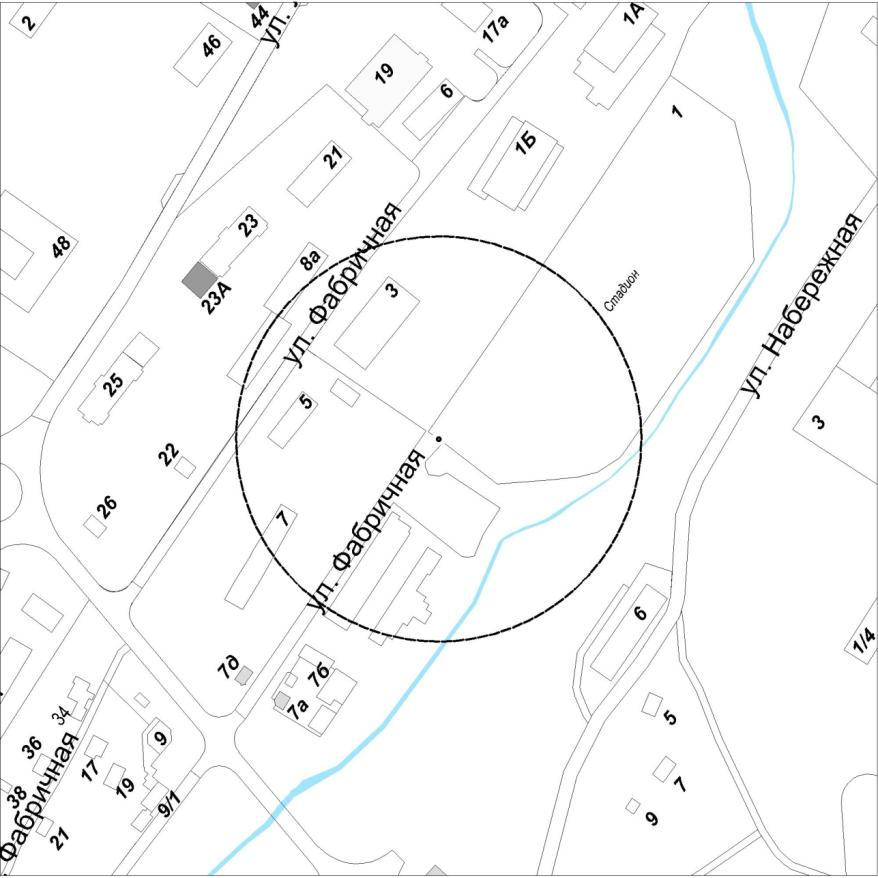 2
44
ул.
17а
1А
46
19
6
1
21
1Б
48
23
8а
ул. Фабричная
3
23А
Стадион
ул. Набережная
25
5
3
22
26
7
ул. Фабричная
6
1/4
7д
7б
7а
34
5
36
9
17
19
7
38
9/1
9
21
Фабричная